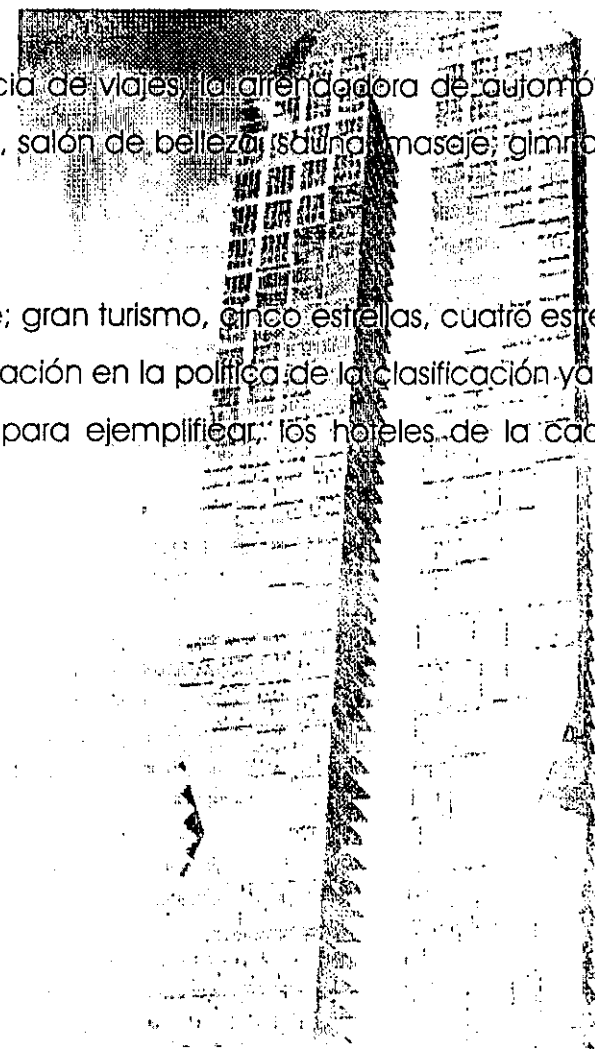 cia de viajes, la arrendadora de automó
, salón de belleza, sauna, masaje, gimna
; gran turismo, cinco estrellas, cuatro estre
ación en la política de la clasificación ya
para ejemplificar, los hoteles de la cad